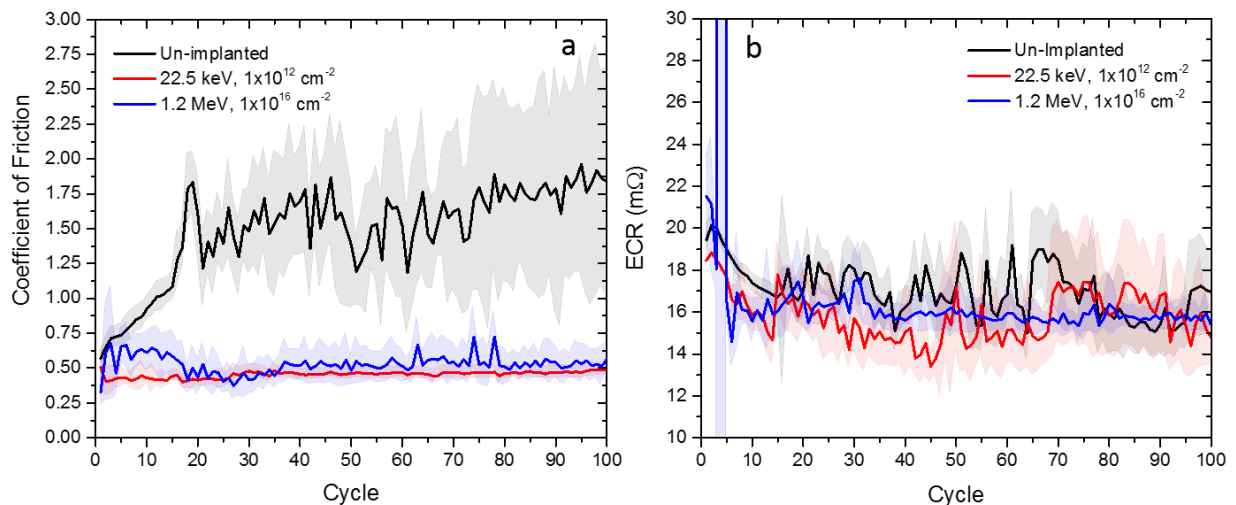 a
Un-implanted
22.5 keV, 1x10¹² cm⁻²
1.2 MeV, 1x10¹⁶ cm⁻²
Coefficient of Friction
3.00
2.75
2.50
2.25
2.00
1.75
1.50
1.25
1.00
0.75
0.50
0.25
0.00
0 10 20 30 40 50 60 70 80 90 100
Cycle
b
Un-Implanted
22.5 keV, 1x10¹² cm⁻²
1.2 MeV, 1x10¹⁶ cm⁻²
ECR (mΩ)
30
28
26
24
22
20
18
16
14
12
10
0 10 20 30 40 50 60 70 80 90 100
Cycle